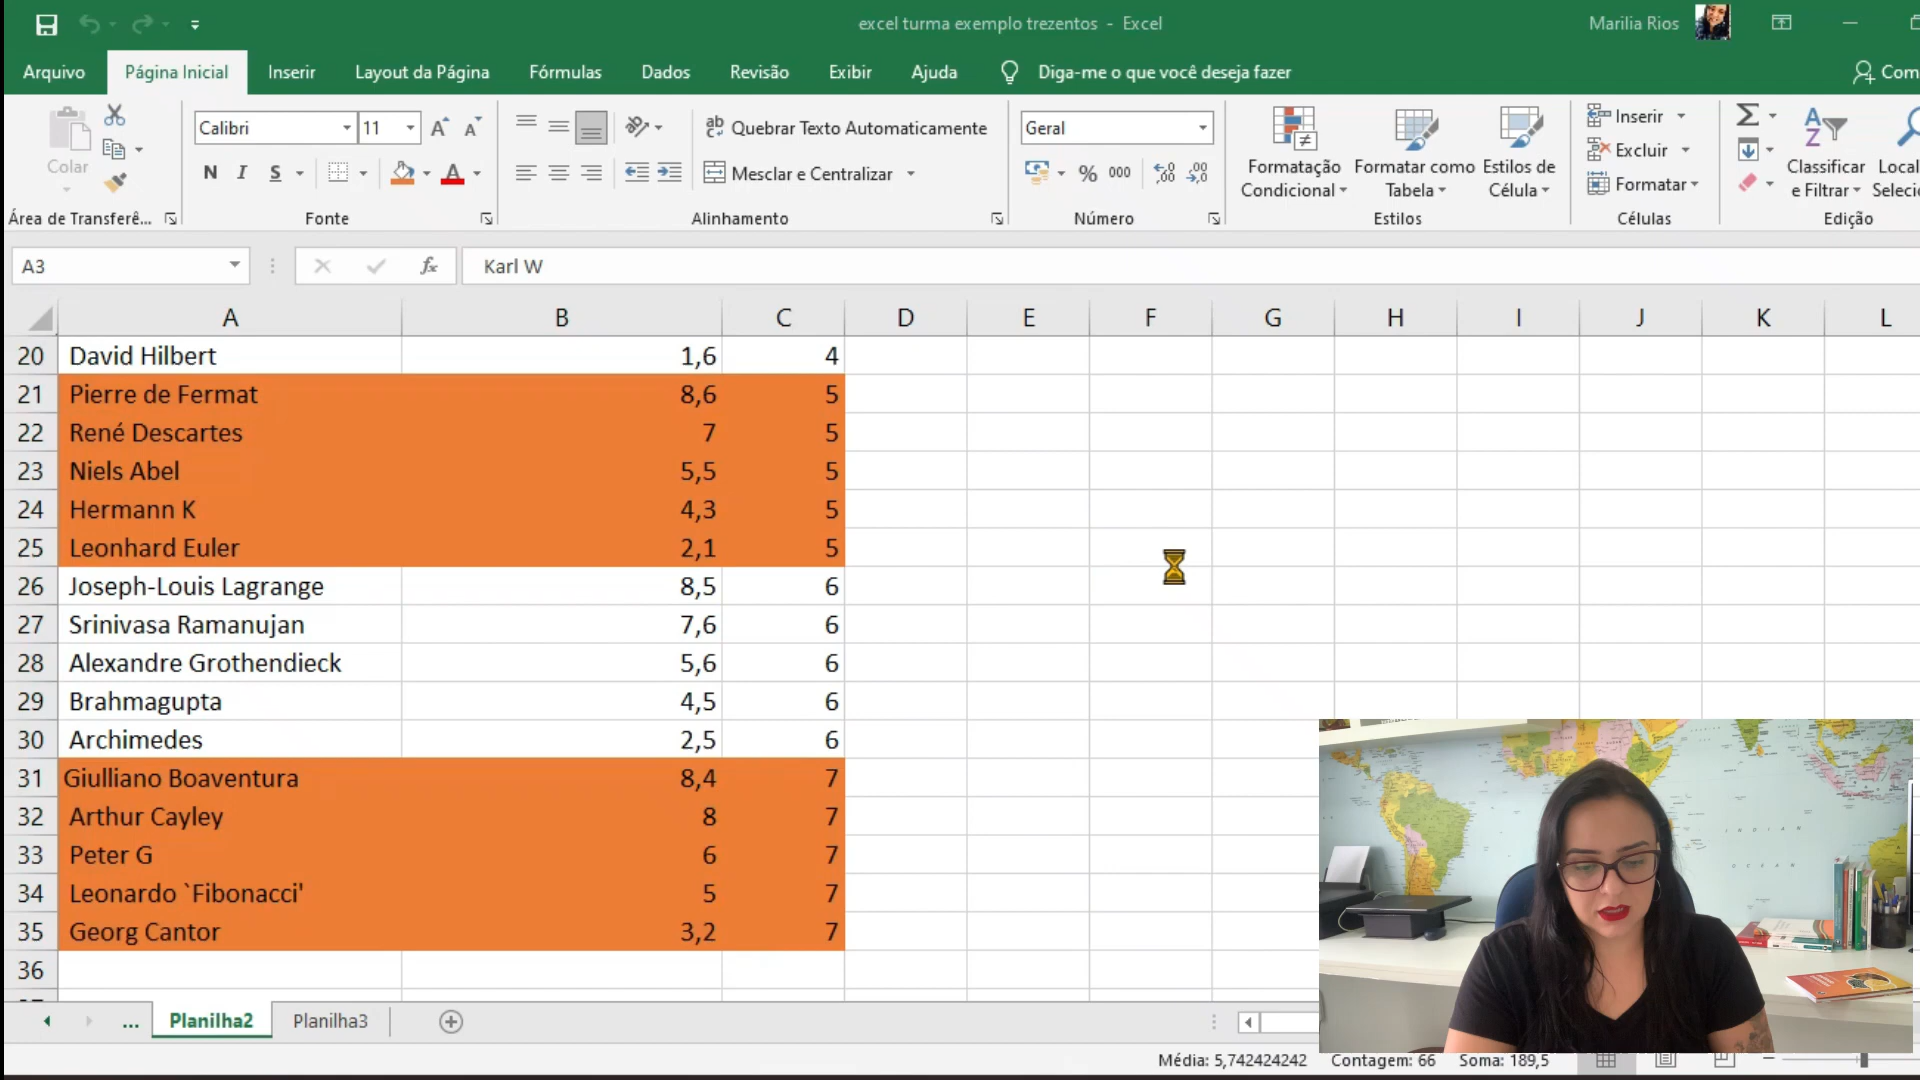 excel turma exemplo trezentos - Excel
Marilia Rios
Arquivo Página Inicial Inserir Layout da Página Fórmulas Dados Revisão Exibir Ajuda Diga-me o que você deseja fazer Com
Colar
Calibri 11
N I S
Quebrar Texto Automaticamente
Mesclar e Centralizar
Geral
% 000
Formatação Condicional
Formatar como Tabela
Estilos de Célula
Inserir
Excluir
Formatar
Classificar e Filtrar
Local
Seleci
Área de Transferê... Fonte Alinhamento Número Estilos Células Edição
A3 fx Karl W
A B C D E F G H I J K L
20 David Hilbert 1,6 4
21 Pierre de Fermat 8,6 5
22 René Descartes 7 5
23 Niels Abel 5,5 5
24 Hermann K 4,3 5
25 Leonhard Euler 2,1 5
26 Joseph-Louis Lagrange 8,5 6
27 Srinivasa Ramanujan 7,6 6
28 Alexandre Grothendieck 5,6 6
29 Brahmagupta 4,5 6
30 Archimedes 2,5 6
31 Giulliano Boaventura 8,4 7
32 Arthur Cayley 8 7
33 Peter G 6 7
34 Leonardo `Fibonacci' 5 7
35 Georg Cantor 3,2 7
36
... Planilha2 Planilha3
Média: 5,742424242 Contagem: 66 Soma: 189,5
INDIAN
OCEAN